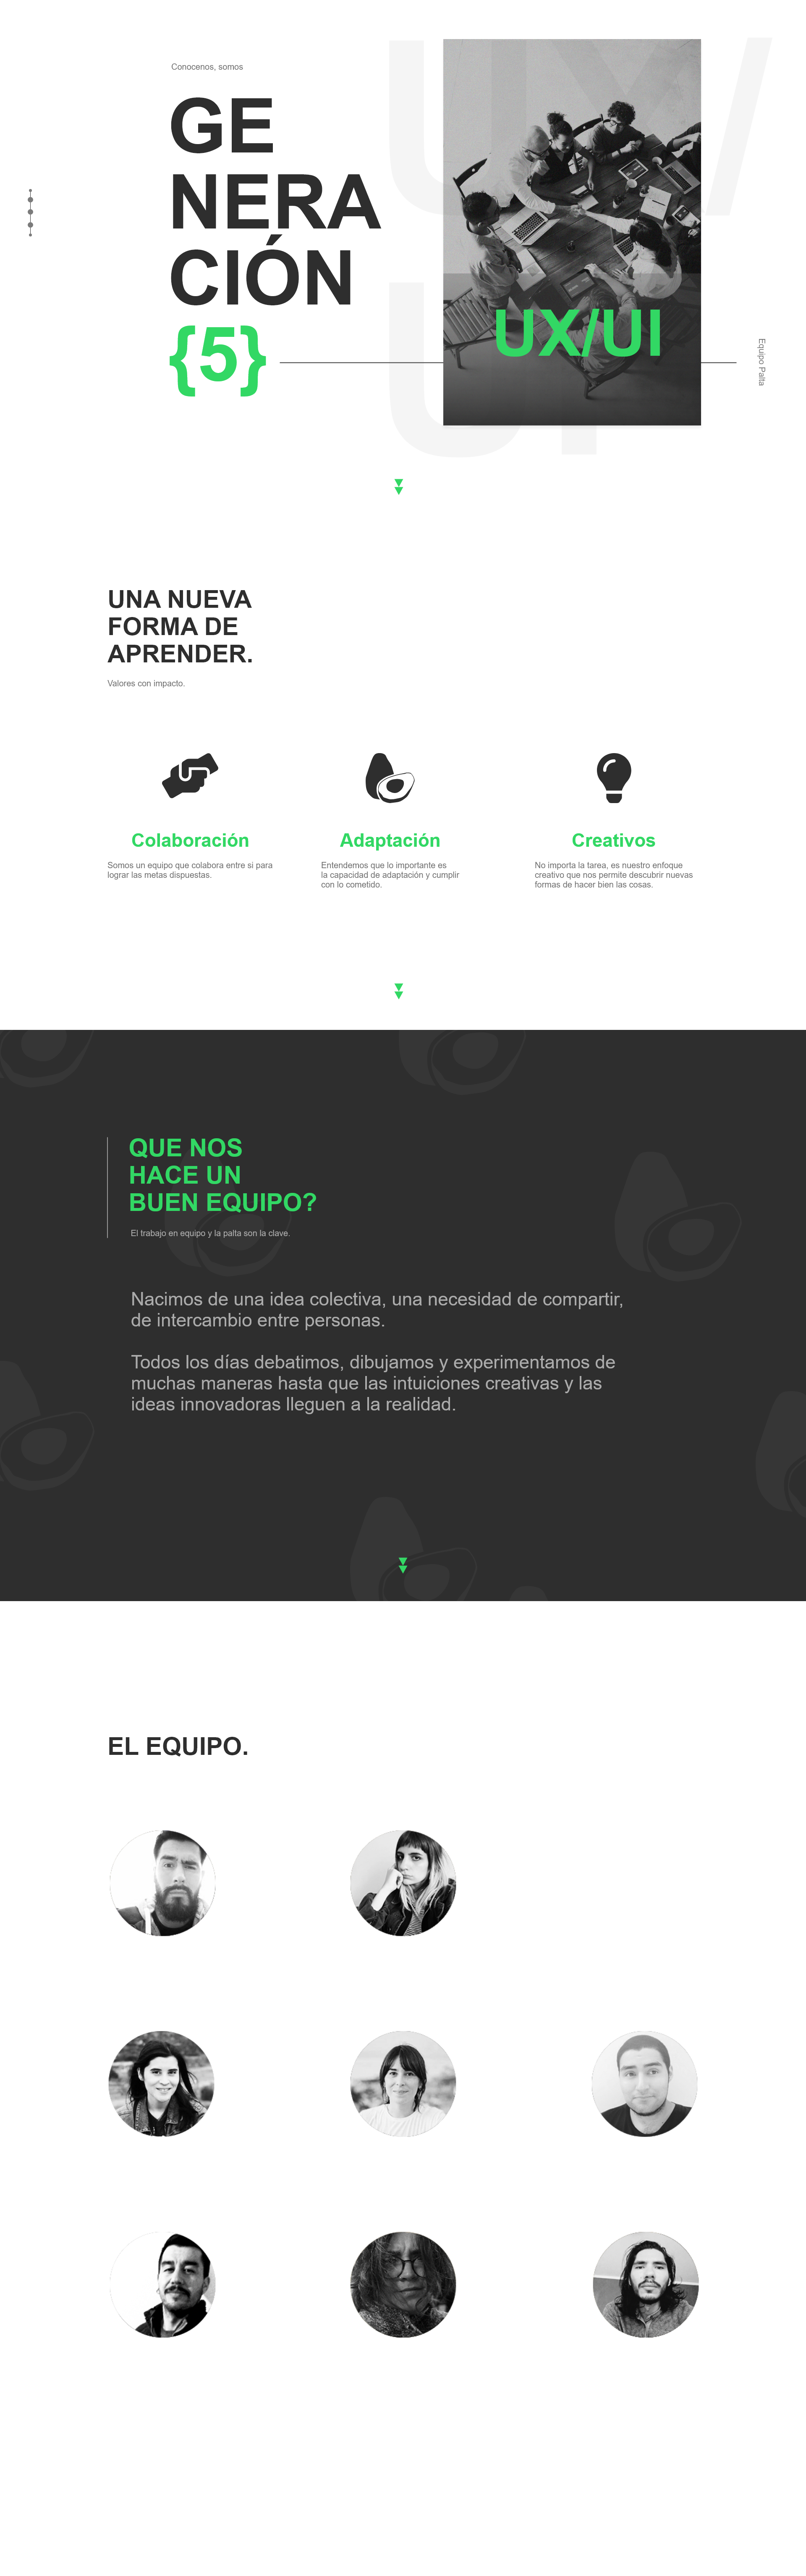 Conocenos, somos
GE
NERA
CIÓN
{5}
UX/
UI
UX/UI
Equipo Palta
UNA NUEVA
FORMA DE
APRENDER.
Valores con impacto.
Colaboración
Somos un equipo que colabora entre si para
lograr las metas dispuestas.
Adaptación
Entendemos que lo importante es
la capacidad de adaptación y cumplir
con lo cometido.
Creativos
No importa la tarea, es nuestro enfoque
creativo que nos permite descubrir nuevas
formas de hacer bien las cosas.
QUE NOS
HACE UN
BUEN EQUIPO?
El trabajo en equipo y la palta son la clave.
Nacimos de una idea colectiva, una necesidad de compartir,
de intercambio entre personas.
Todos los días debatimos, dibujamos y experimentamos de
muchas maneras hasta que las intuiciones creativas y las
ideas innovadoras lleguen a la realidad.
EL EQUIPO.